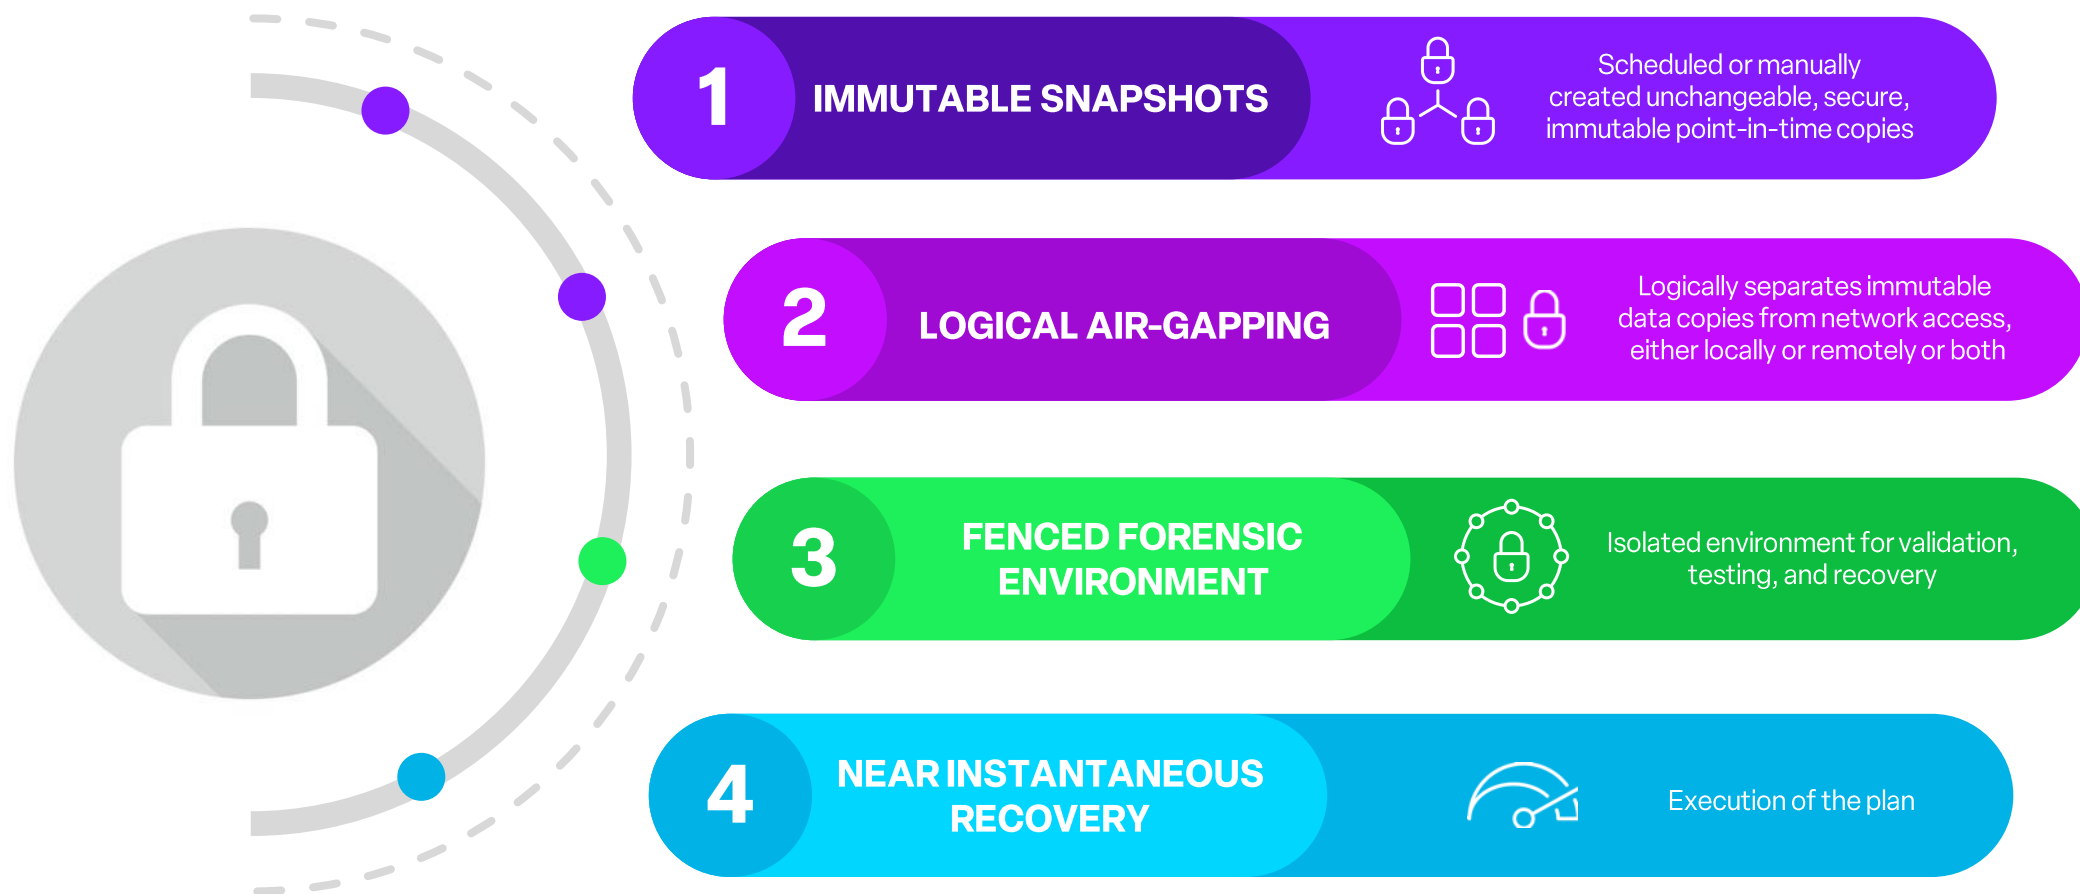 1
IMMUTABLE SNAPSHOTS
Scheduled or manually
created unchangeable, secure,
immutable point-in-time copies
2
LOGICAL AIR-GAPPING
Logically separates immutable
data copies from network access,
either locally or remotely or both
3
FENCED FORENSIC
ENVIRONMENT
Isolated environment for validation,
testing, and recovery
4
NEAR INSTANTANEOUS
RECOVERY
Execution of the plan